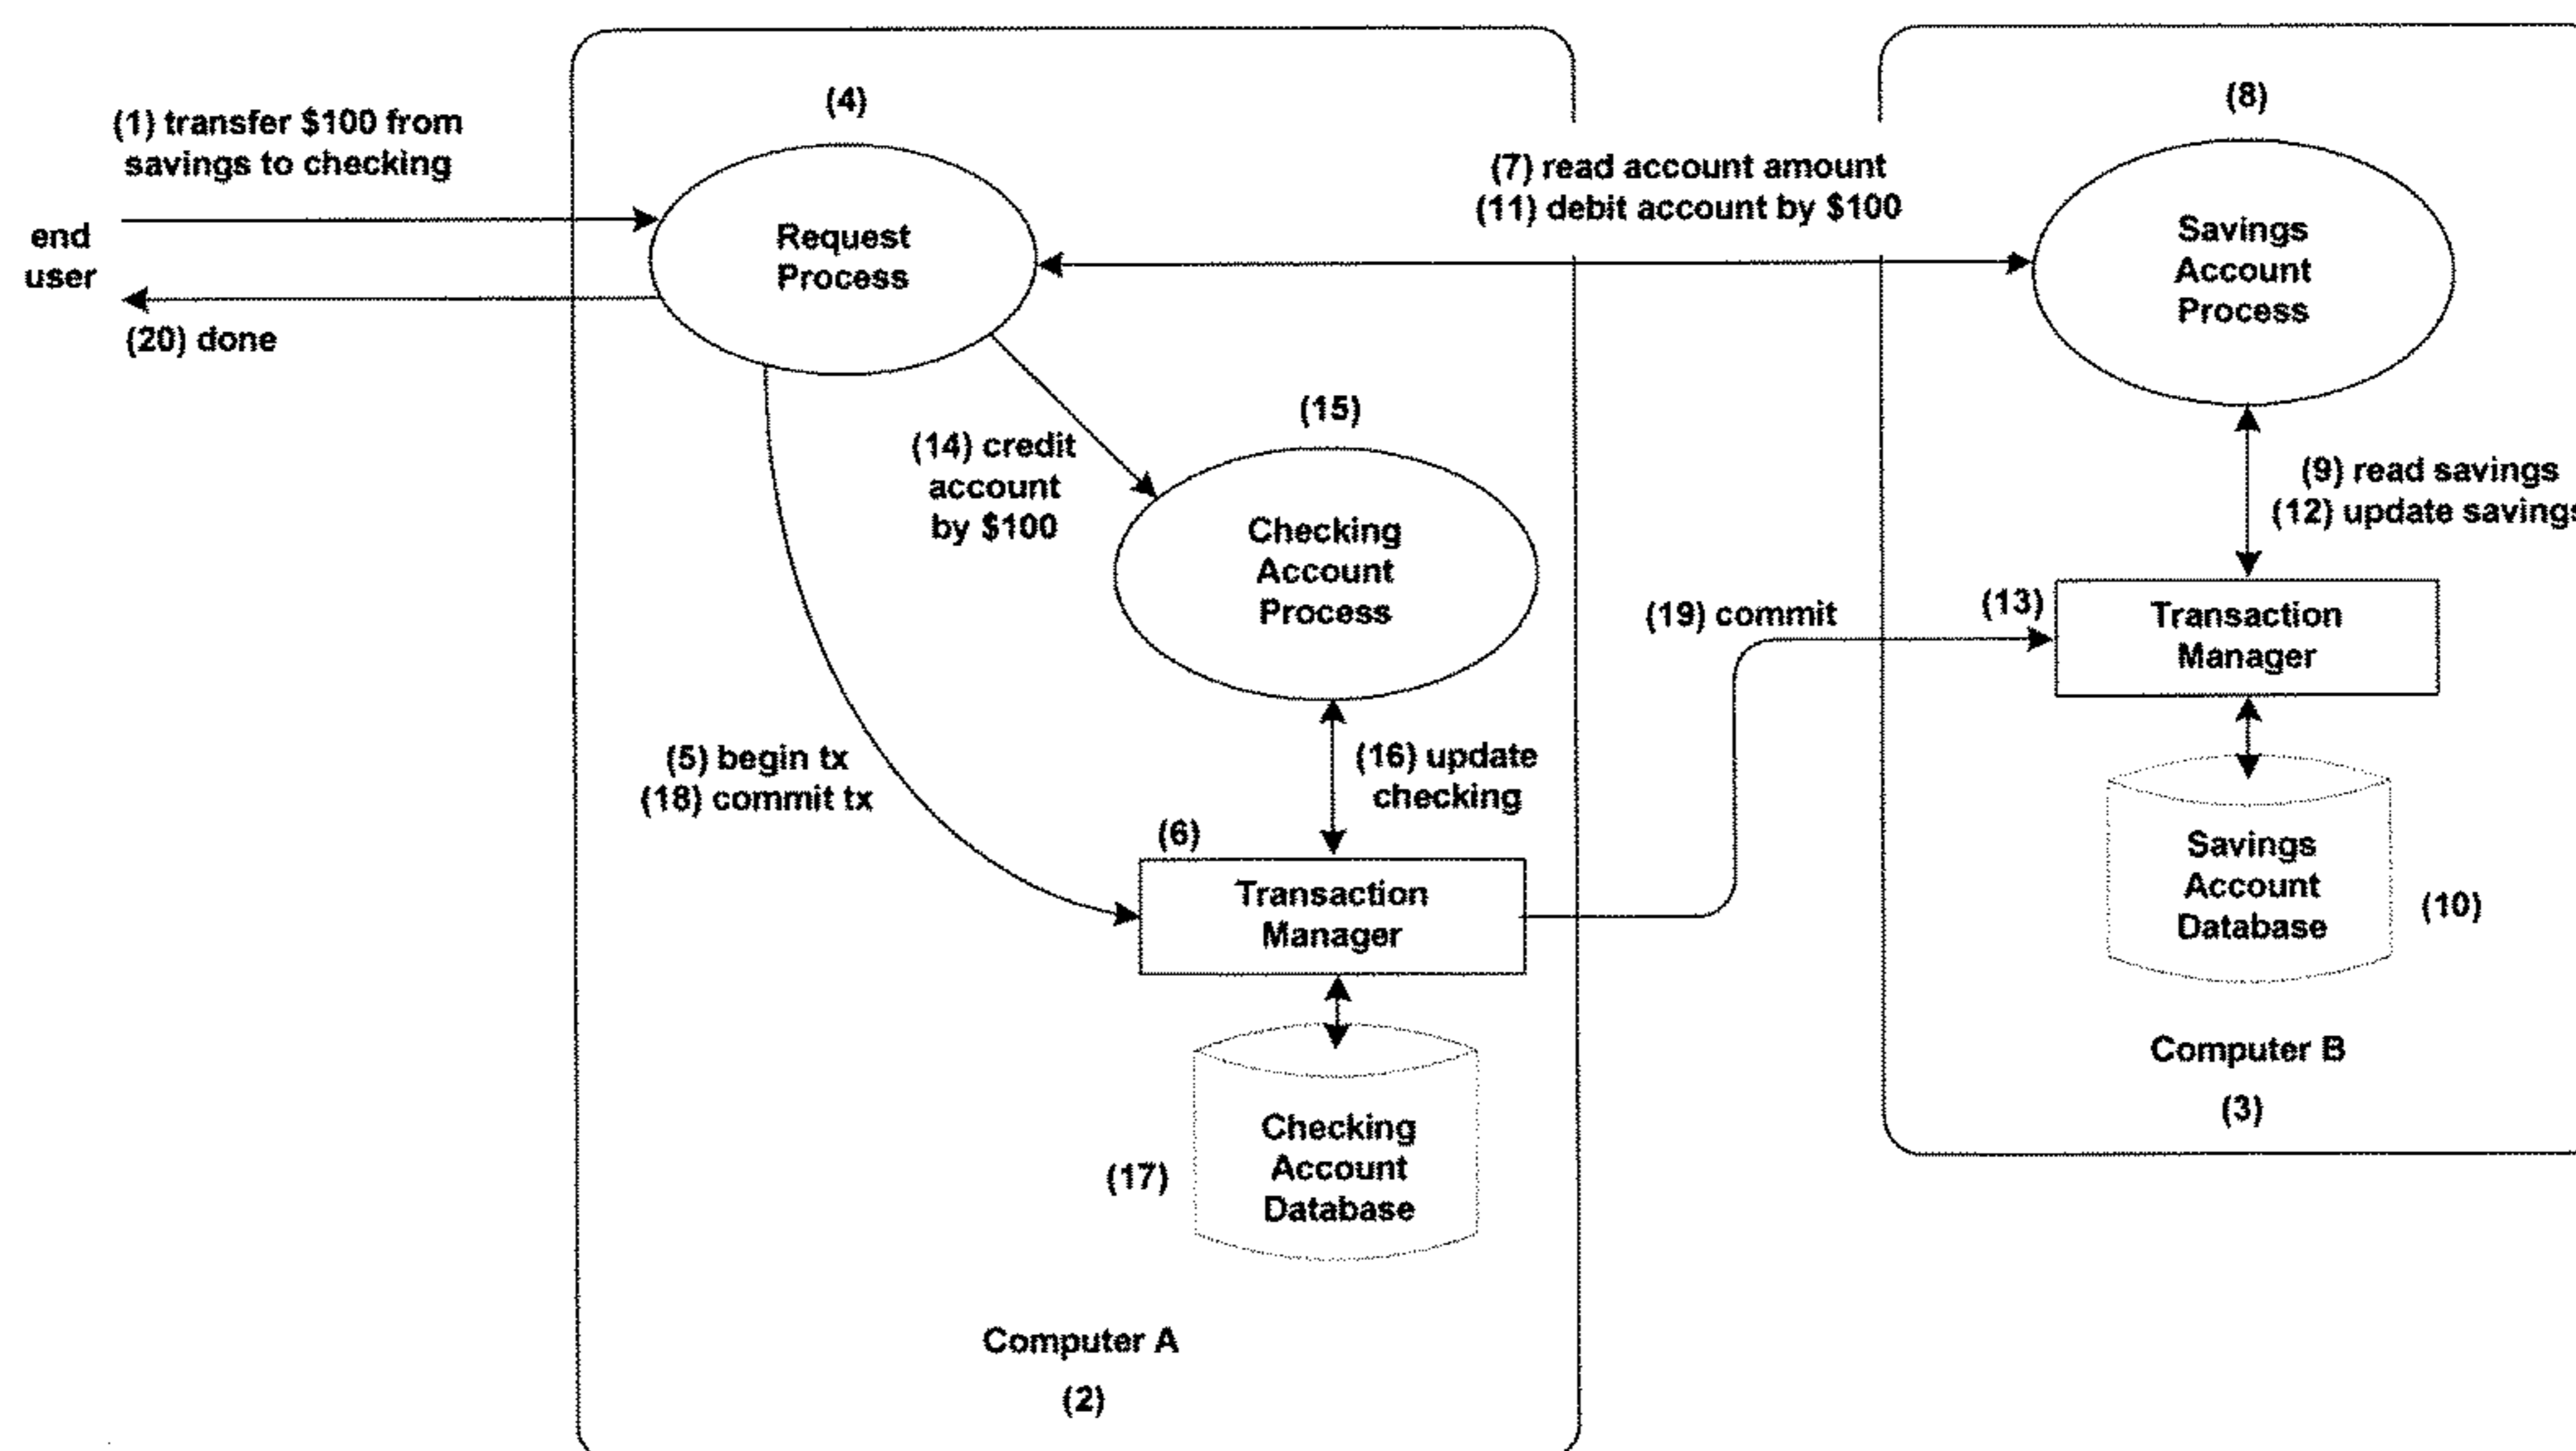 (1) transfer $100 from
savings to checking
end
user
(20) done
(4)
Request
Process
(7) read account amount
(11) debit account by $100
(8)
Savings
Account
Process
(14) credit
account
by $100
(15)
Checking
Account
Process
(9) read savings
(12) update savings
(5) begin tx
(18) commit tx
(16) update
checking
(19) commit
(13)
Transaction
Manager
(6)
Transaction
Manager
Savings
Account
Database
(10)
Checking
Account
Database
(17)
Computer B
(3)
Computer A
(2)